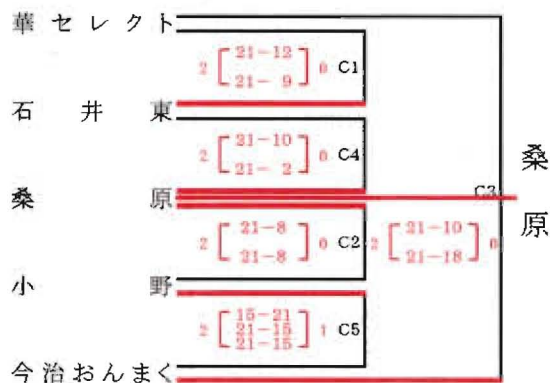 華セレクト
2 [ 21-12 ] 0 C1
21- 9
石井東
2 [ 21-10 ] 0 C4
21- 2
桑原
C3
桑原
2 [ 21-8 ] 0 C2
21-8
2 [ 21-10 ] 0
21-18
小野
2 [ 15-21
21-15 ] 1 C5
21-15
今治おんまく